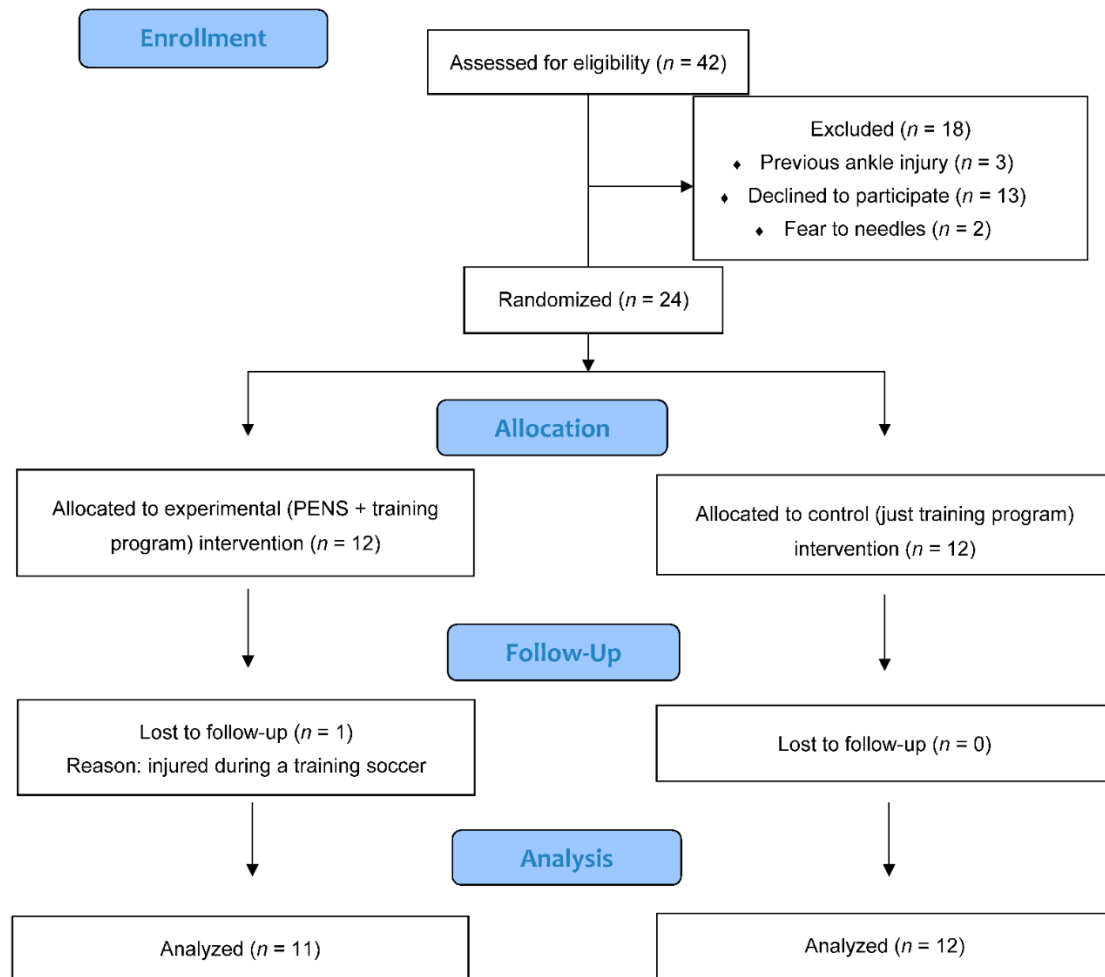 Enrollment
Assessed for eligibility (n = 42)
Excluded (n = 18)
♦ Previous ankle injury (n = 3)
♦ Declined to participate (n = 13)
♦ Fear to needles (n = 2)
Randomized (n = 24)
Allocation
Allocated to experimental (PENS + training
program) intervention (n = 12)
Allocated to control (just training program)
intervention (n = 12)
Follow-Up
Lost to follow-up (n = 1)
Reason: injured during a training soccer
Lost to follow-up (n = 0)
Analysis
Analyzed (n = 11)
Analyzed (n = 12)